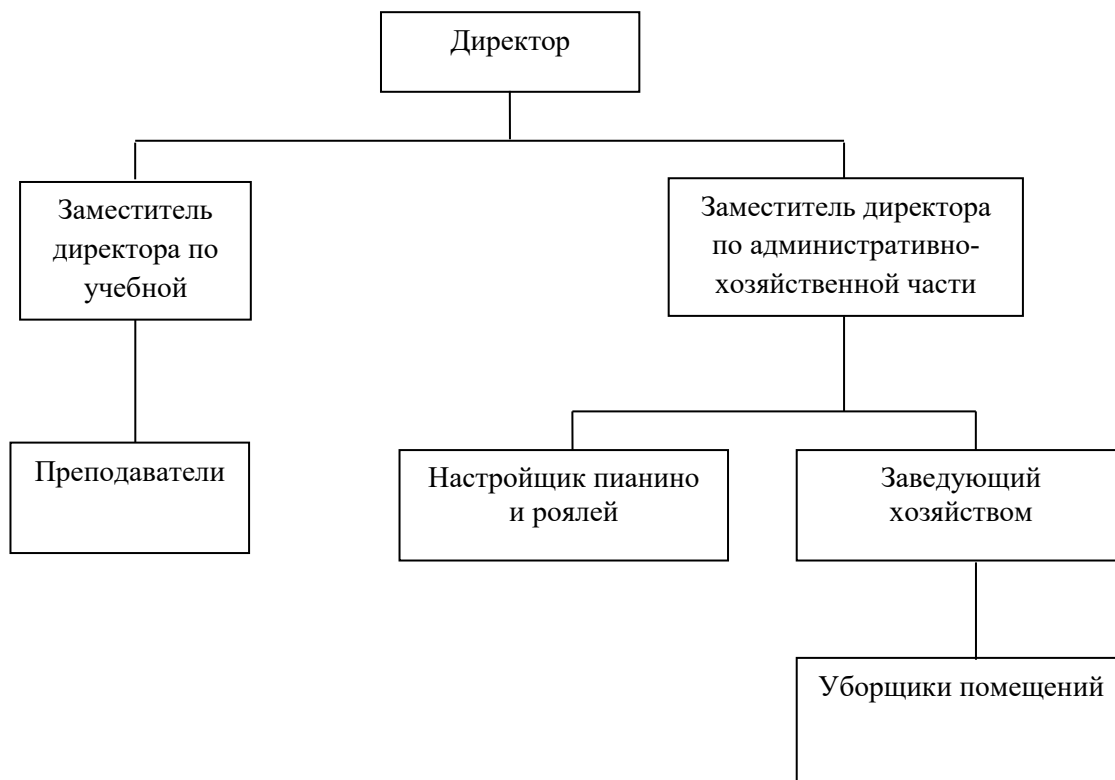 Директор
Заместитель
директора по
учебной
Заместитель директора
по административно-
хозяйственной части
Преподаватели
Настройщик пианино
и роялей
Заведующий
хозяйством
Уборщики помещений